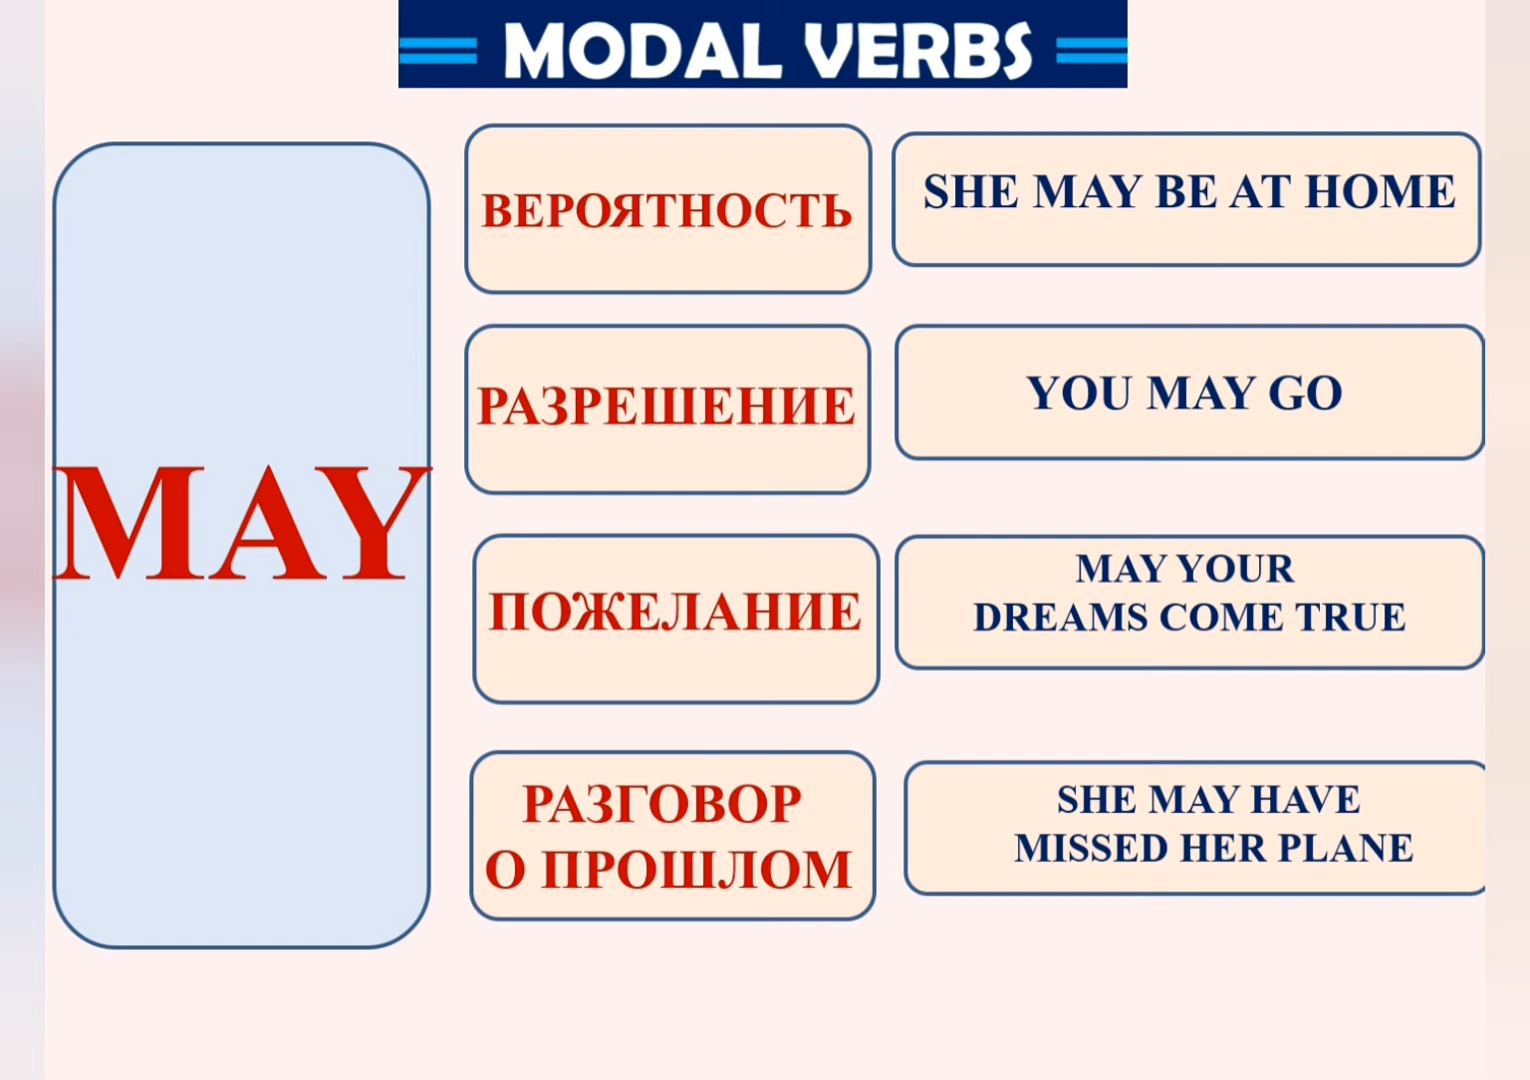 MODAL VERBS
MAY
ВЕРОЯТНОСТЬ
SHE MAY BE AT HOME
РАЗРЕШЕНИЕ
YOU MAY GO
ПОЖЕЛАНИЕ
MAY YOUR
DREAMS COME TRUE
РАЗГОВОР
О ПРОШЛОМ
SHE MAY HAVE
MISSED HER PLANE